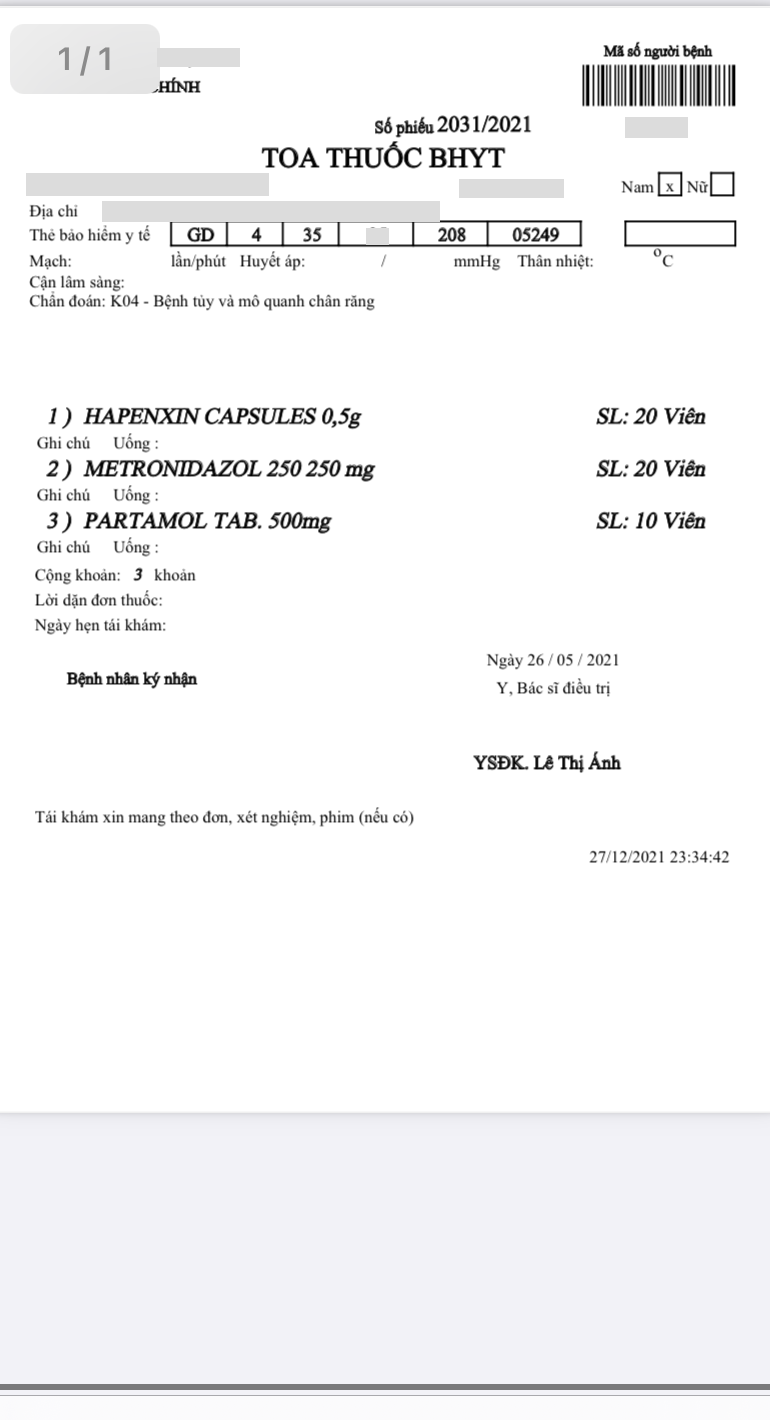 1/1
Mã số người bệnh
HÍNH
Số phiếu 2031/2021
TOA THUỐC BHYT
Nam x Nữ
Địa chỉ
Thẻ bảo hiểm y tế GD 4 35 208 05249
Mạch: lần/phút Huyết áp: / mmHg Thân nhiệt: °C
Cận lâm sàng:
Chẩn đoán: K04 - Bệnh tủy và mô quanh chân răng
1 ) HAPENXIN CAPSULES 0,5g SL: 20 Viên
Ghi chú Uống :
2 ) METRONIDAZOL 250 250 mg SL: 20 Viên
Ghi chú Uống :
3 ) PARTAMOL TAB. 500mg SL: 10 Viên
Ghi chú Uống :
Cộng khoản: 3 khoản
Lời dặn đơn thuốc:
Ngày hẹn tái khám:
Ngày 26 / 05 / 2021
Bệnh nhân ký nhận
Y, Bác sĩ điều trị
YSĐK. Lê Thị Ánh
Tái khám xin mang theo đơn, xét nghiệm, phim (nếu có)
27/12/2021 23:34:42